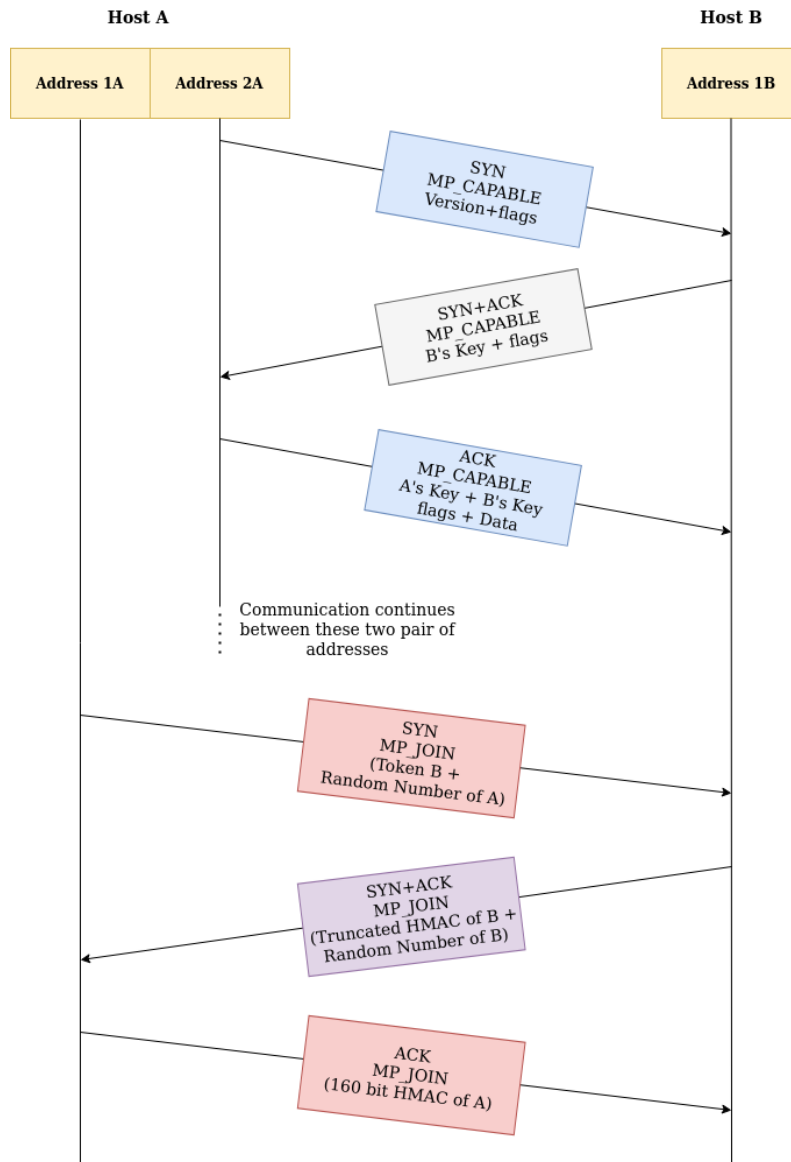 Host A
Host B
Address 1A
Address 2A
Address 1B
SYN
MP_CAPABLE
Version+flags
SYN+ACK
MP_CAPABLE
B's Key + flags
ACK
MP_CAPABLE
A's Key + B's Key
flags + Data
Communication continues
between these two pair of
addresses
SYN
MP_JOIN
(Token B +
Random Number of A)
SYN+ACK
MP_JOIN
(Truncated HMAC of B +
Random Number of B)
ACK
MP_JOIN
(160 bit HMAC of A)